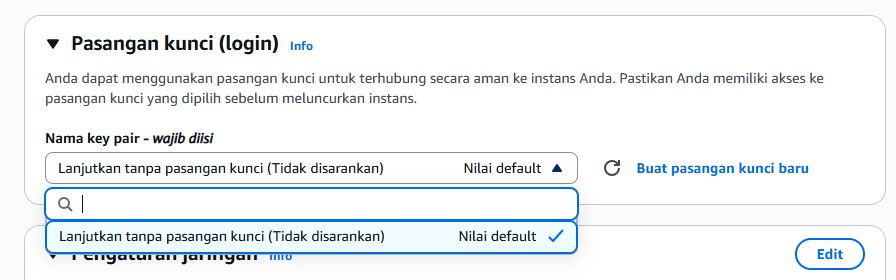 Pasangan kunci (login) Info
Anda dapat menggunakan pasangan kunci untuk terhubung secara aman ke instans Anda. Pastikan Anda memiliki akses ke
pasangan kunci yang dipilih sebelum meluncurkan instans.
Nama key pair - wajib diisi
Lanjutkan tanpa pasangan kunci (Tidak disarankan) Nilai default
Buat pasangan kunci baru
Lanjutkan tanpa pasangan kunci (Tidak disarankan) Nilai default
Pengaturan jaringan Info
Edit